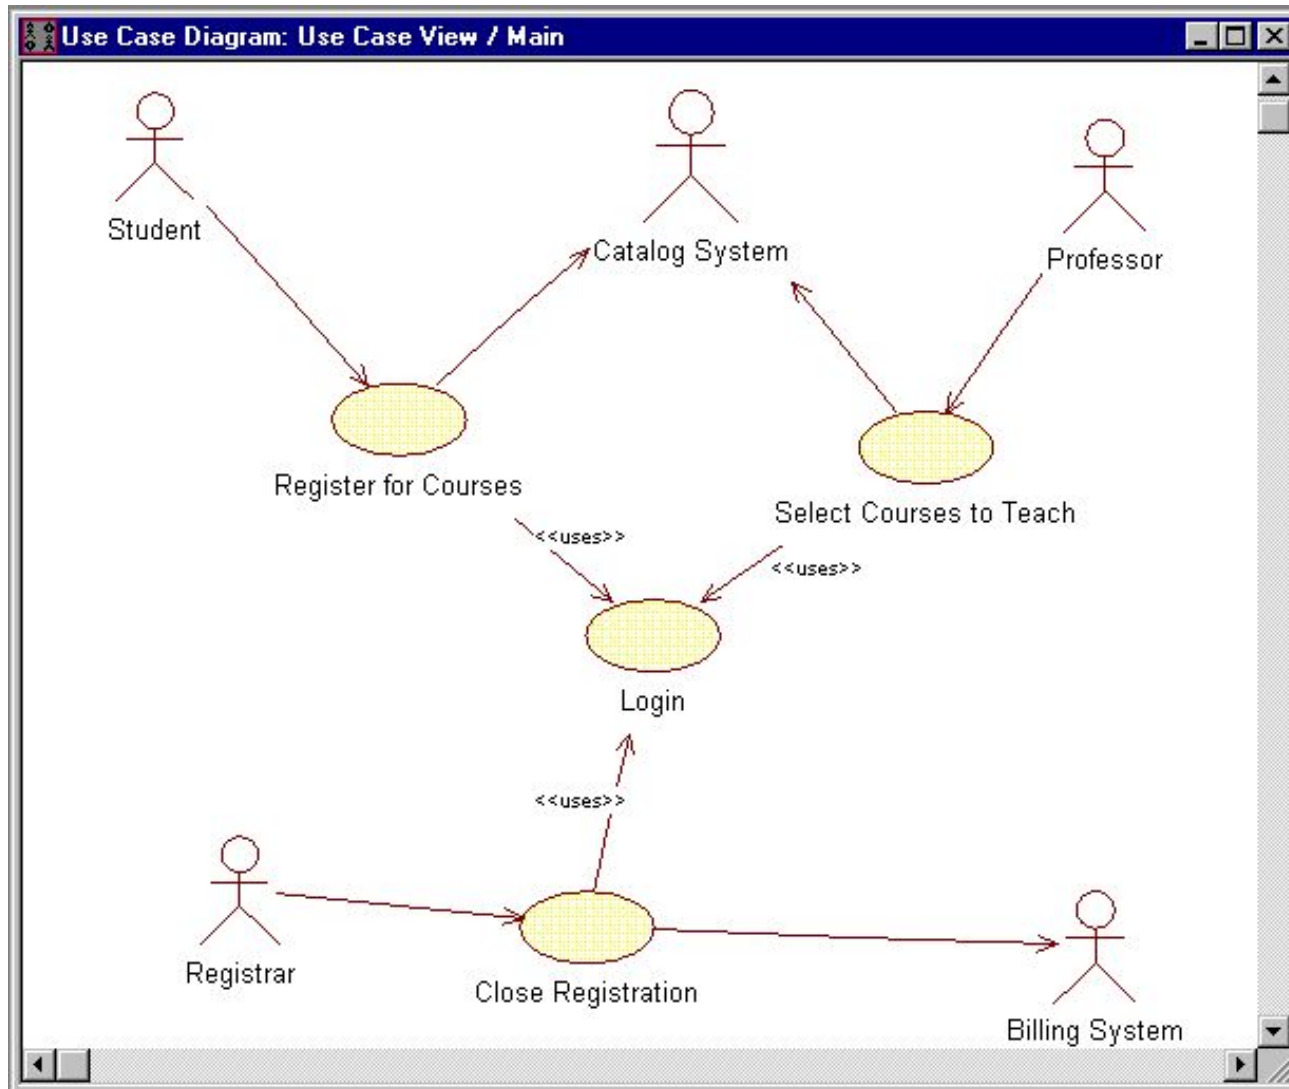 Use Case Diagram: Use Case View / Main
Student
Catalog System
Professor
Register for Courses
Select Courses to Teach
<<uses>>
<<uses>>
Login
<<uses>>
Registrar
Close Registration
Billing System